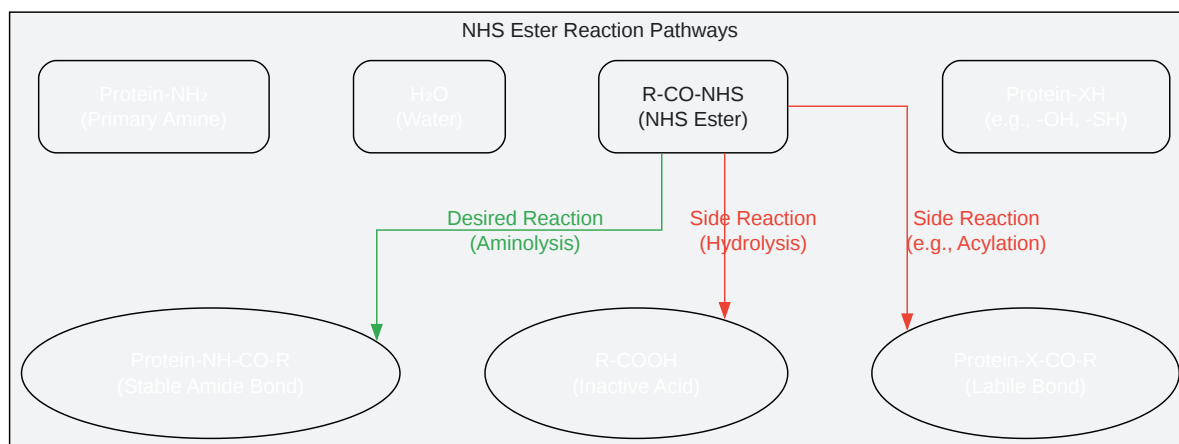 NHS Ester Reaction Pathways
Protein-NH₂
(Primary Amine)
H₂O
(Water)
R-CO-NHS
(NHS Ester)
Protein-XH
(e.g., -OH, -SH)
Desired Reaction
(Aminolysis)
Side Reaction
(Hydrolysis)
Side Reaction
(e.g., Acylation)
Protein-NH-CO-R
(Stable Amide Bond)
R-COOH
(Inactive Acid)
Protein-X-CO-R
(Labile Bond)